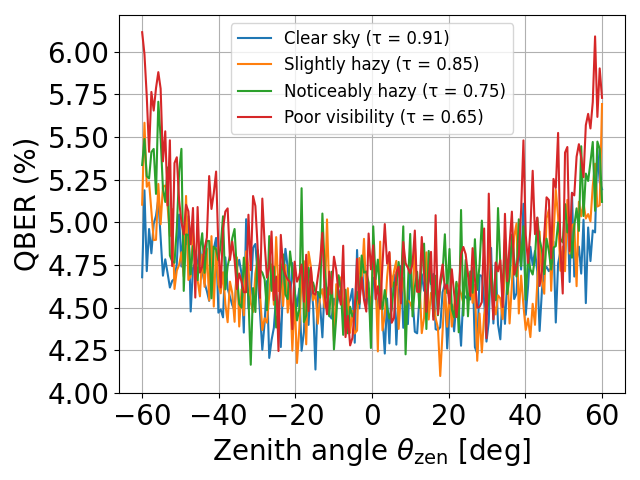 Clear sky (τ = 0.91)
Slightly hazy (τ = 0.85)
Noticeably hazy (τ = 0.75)
Poor visibility (τ = 0.65)
QBER (%)
6.00
5.75
5.50
5.25
5.00
4.75
4.50
4.25
4.00
−60 −40 −20 0 20 40 60
Zenith angle θzen [deg]